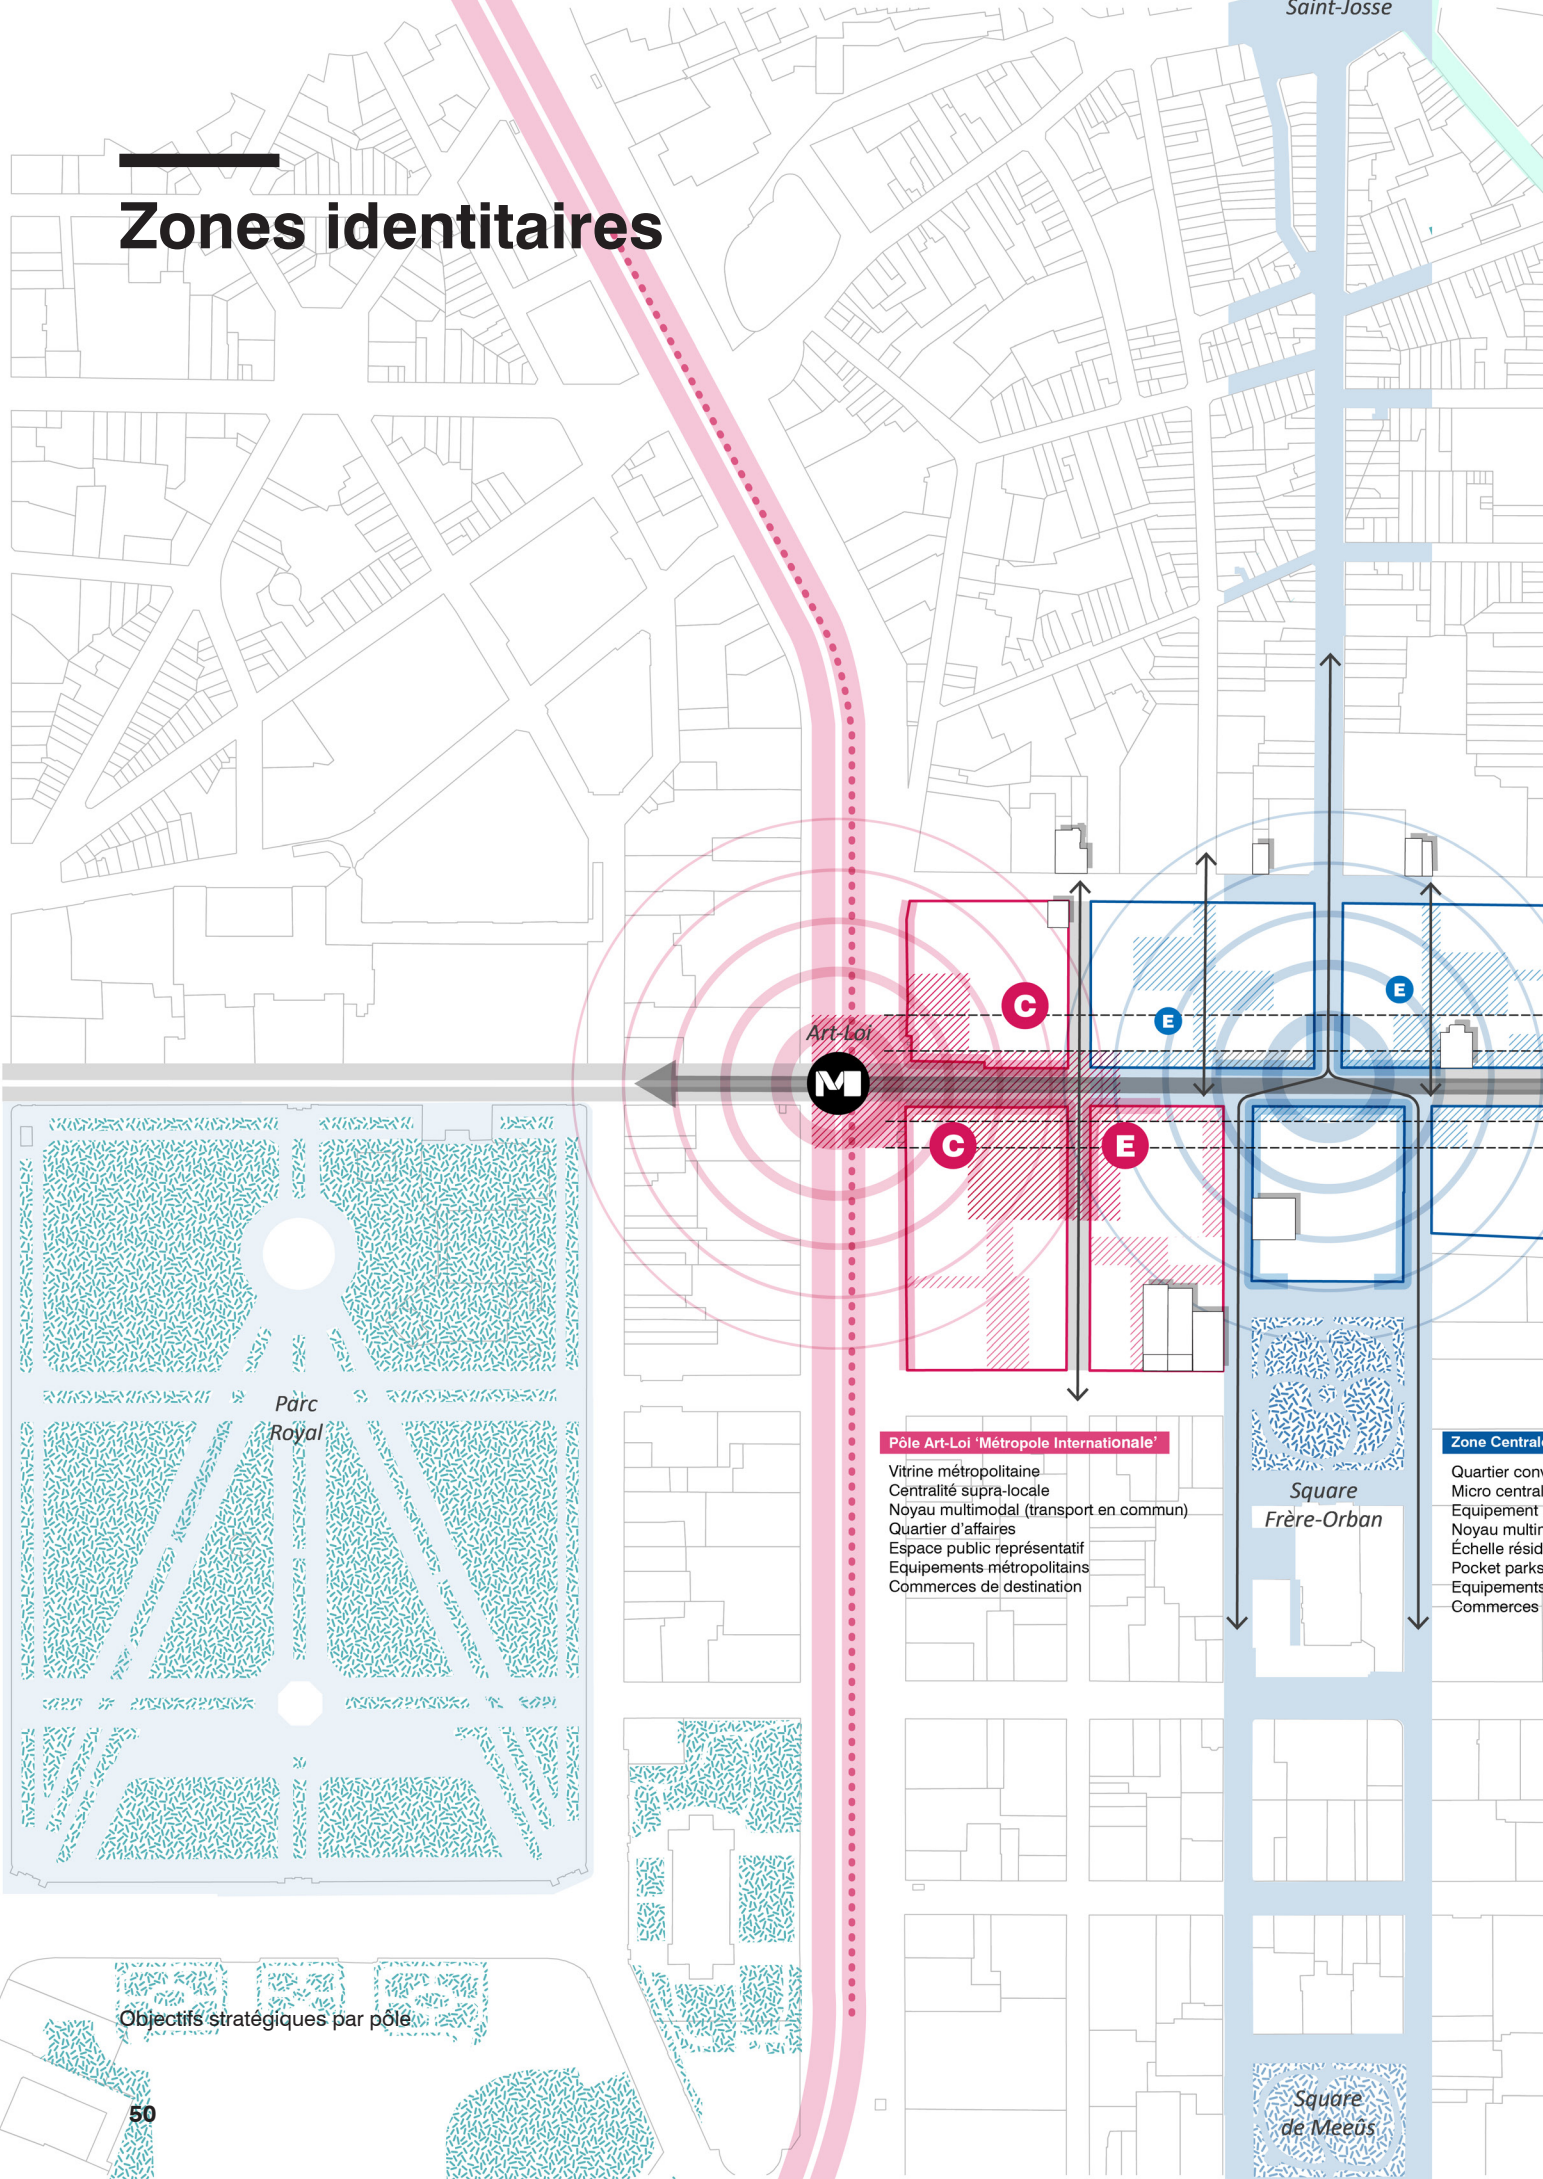 Saint-Josse
Zones identitaires
C
E
E
Art-Loi
M
C
E
Parc
Royal
Pôle Art-Loi ‘Métropole Internationale’
Vitrine métropolitaine
Centralité supra-locale
Noyau multimodal (transport en commun)
Quartier d’affaires
Espace public représentatif
Equipements métropolitains
Commerces de destination
Zone Centrale
Quartier conv
Micro central
Equipement
Noyau multim
Échelle résid
Pocket parks
Equipements
Commerces
Square
Frère-Orban
Objectifs stratégiques par pôle
50
Square
de Meeûs